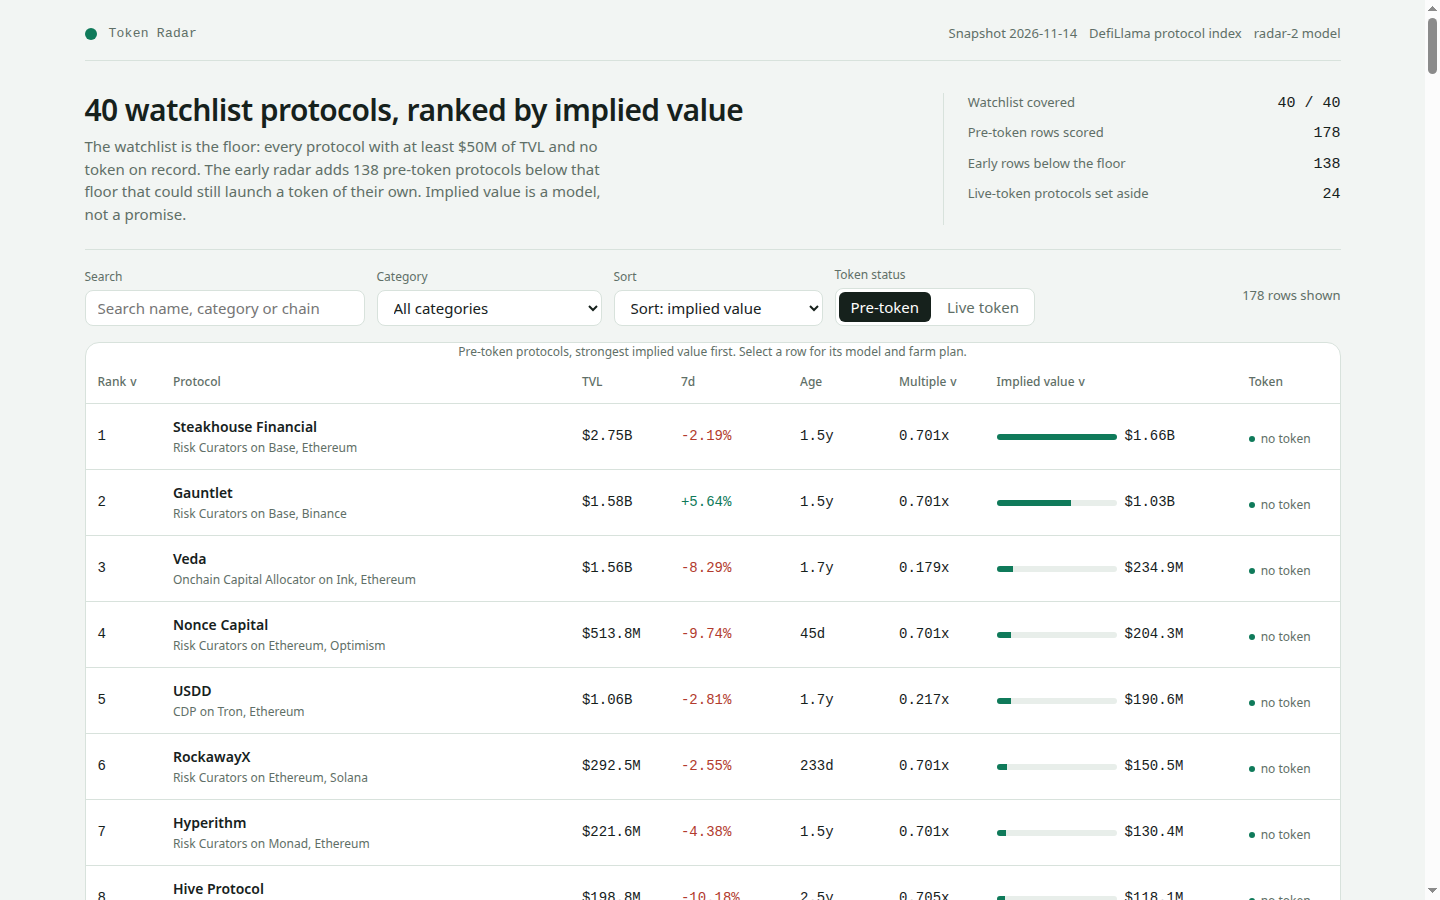 Token Radar
Snapshot 2026-11-14 DefiLlama protocol index radar-2 model
40 watchlist protocols, ranked by implied value
The watchlist is the floor: every protocol with at least $50M of TVL and no
token on record. The early radar adds 138 pre-token protocols below that
floor that could still launch a token of their own. Implied value is a model,
not a promise.
Watchlist covered 40 / 40
Pre-token rows scored 178
Early rows below the floor 138
Live-token protocols set aside 24
Search Category Sort Token status
Search name, category or chain All categories Sort: implied value Pre-token Live token 178 rows shown
Pre-token protocols, strongest implied value first. Select a row for its model and farm plan.
Rank v Protocol TVL 7d Age Multiple v Implied value v Token
1 Steakhouse Financial $2.75B -2.19% 1.5y 0.701x $1.66B no token
Risk Curators on Base, Ethereum
2 Gauntlet $1.58B +5.64% 1.5y 0.701x $1.03B no token
Risk Curators on Base, Binance
3 Veda $1.56B -8.29% 1.7y 0.179x $234.9M no token
Onchain Capital Allocator on Ink, Ethereum
4 Nonce Capital $513.8M -9.74% 45d 0.701x $204.3M no token
Risk Curators on Ethereum, Optimism
5 USDD $1.06B -2.81% 1.7y 0.217x $190.6M no token
CDP on Tron, Ethereum
6 RockawayX $292.5M -2.55% 233d 0.701x $150.5M no token
Risk Curators on Ethereum, Solana
7 Hyperithm $221.6M -4.38% 1.5y 0.701x $130.4M no token
Risk Curators on Monad, Ethereum
8 Hive Protocol $198.8M -10.18% 2.5y 0.705x $118.1M